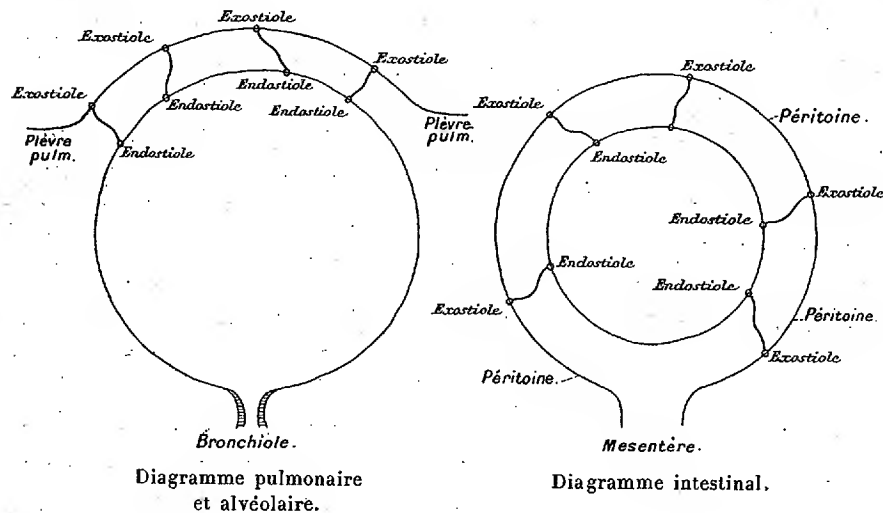 Exostiole
Exostiole
Exostiole
Exostiole
Endostiole
Endostiole
Endostiole
Endostiole
Plèvre
pulm.
Plèvre
pulm.
Bronchiole.
Diagramme pulmonaire
et alvéolaire.
Exostiole
Exostiole
Péritoine.
Endostiole
Exostiole
Endostiole
Endostiole
Endostiole
Exostiole
Péritoine.
Exostiole
Péritoine.
Mesentère.
Diagramme intestinal.